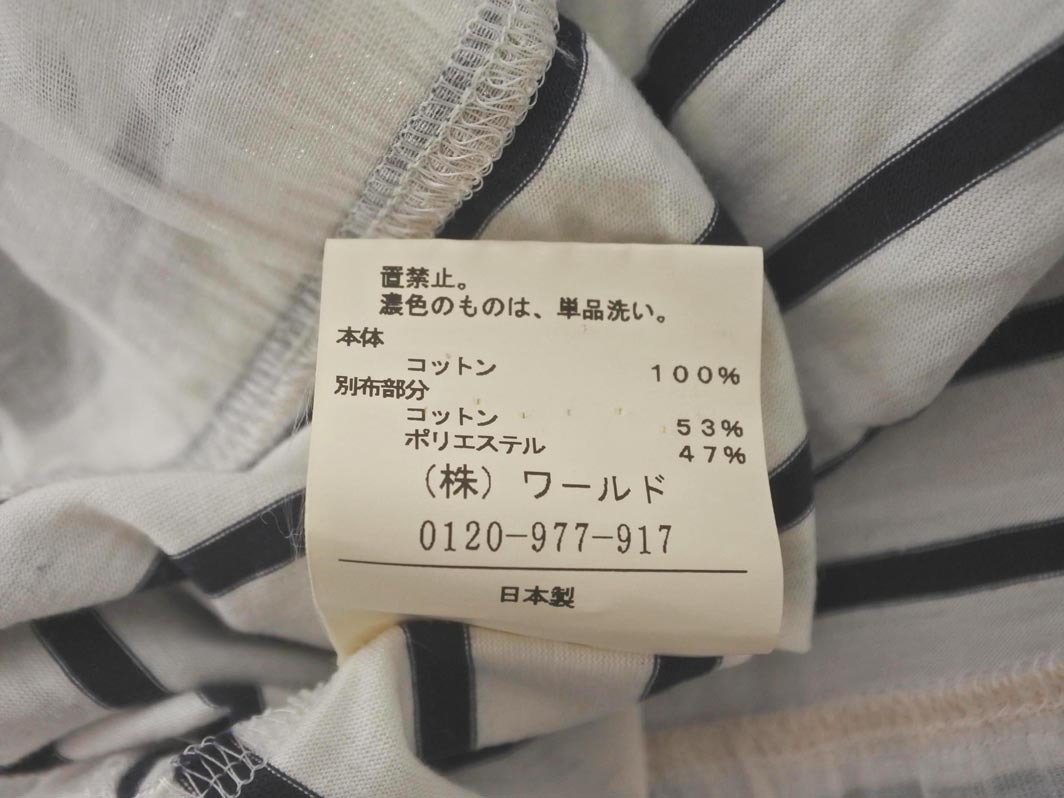 置禁止。
濃色のものは、単品洗い。
本体
コットン 100%
別布部分
コットン 53%
ポリエステル 47%
(株)ワールド
0120-977-917
日本製